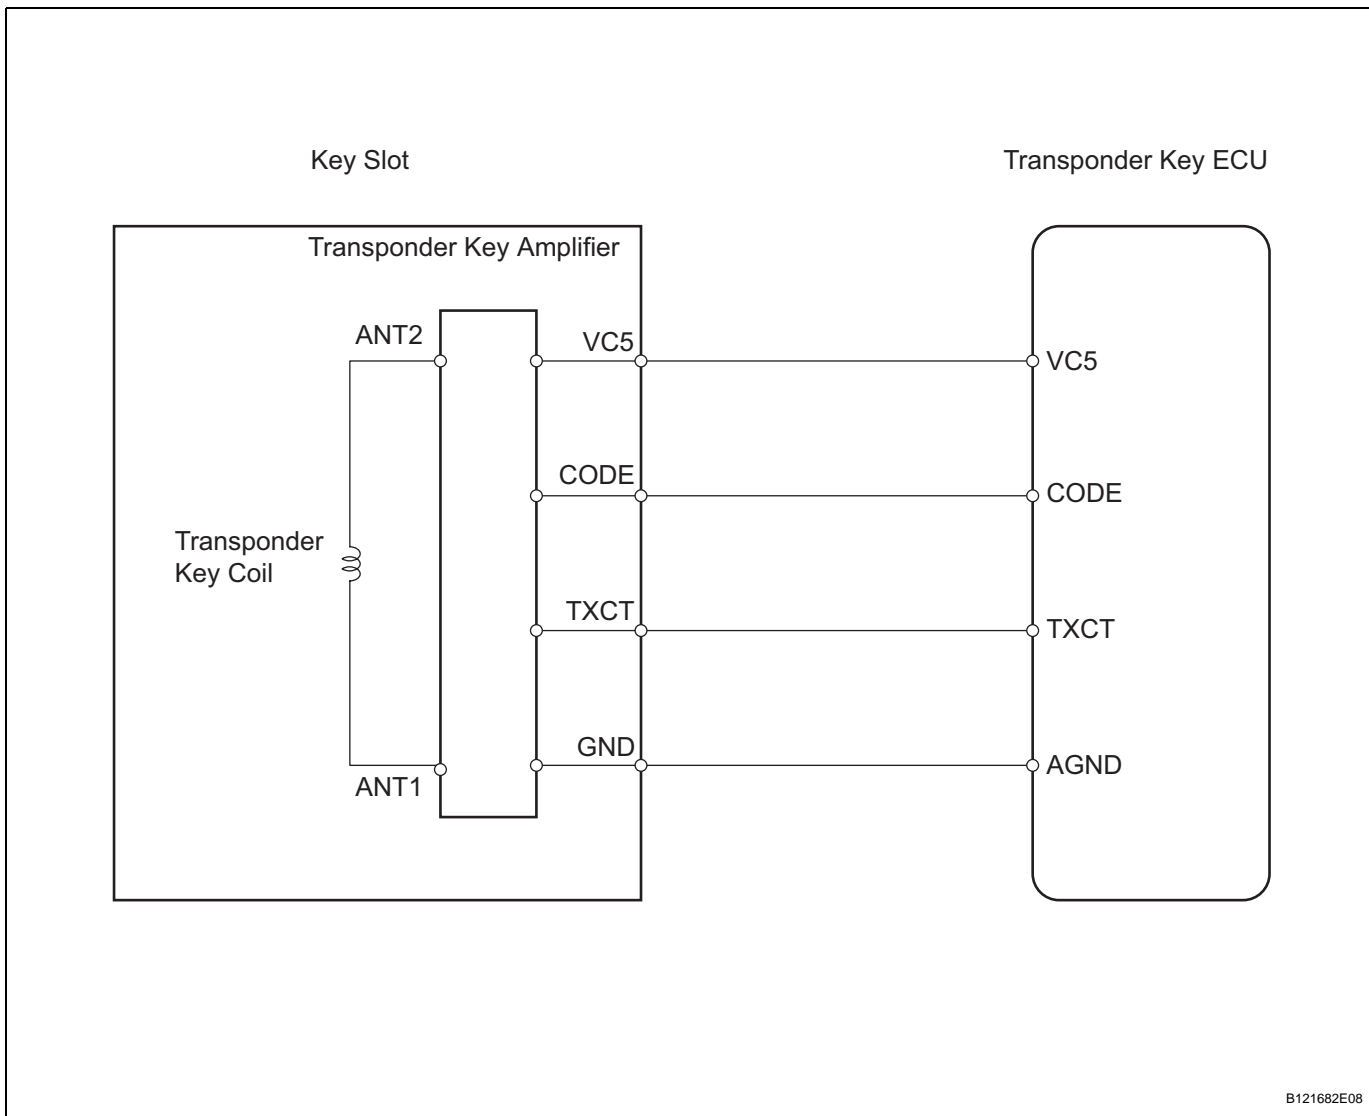 Key Slot
Transponder Key ECU
Transponder Key Amplifier
ANT2
VC5
VC5
CODE
CODE
Transponder
Key Coil
TXCT
TXCT
GND
AGND
ANT1
B121682E08